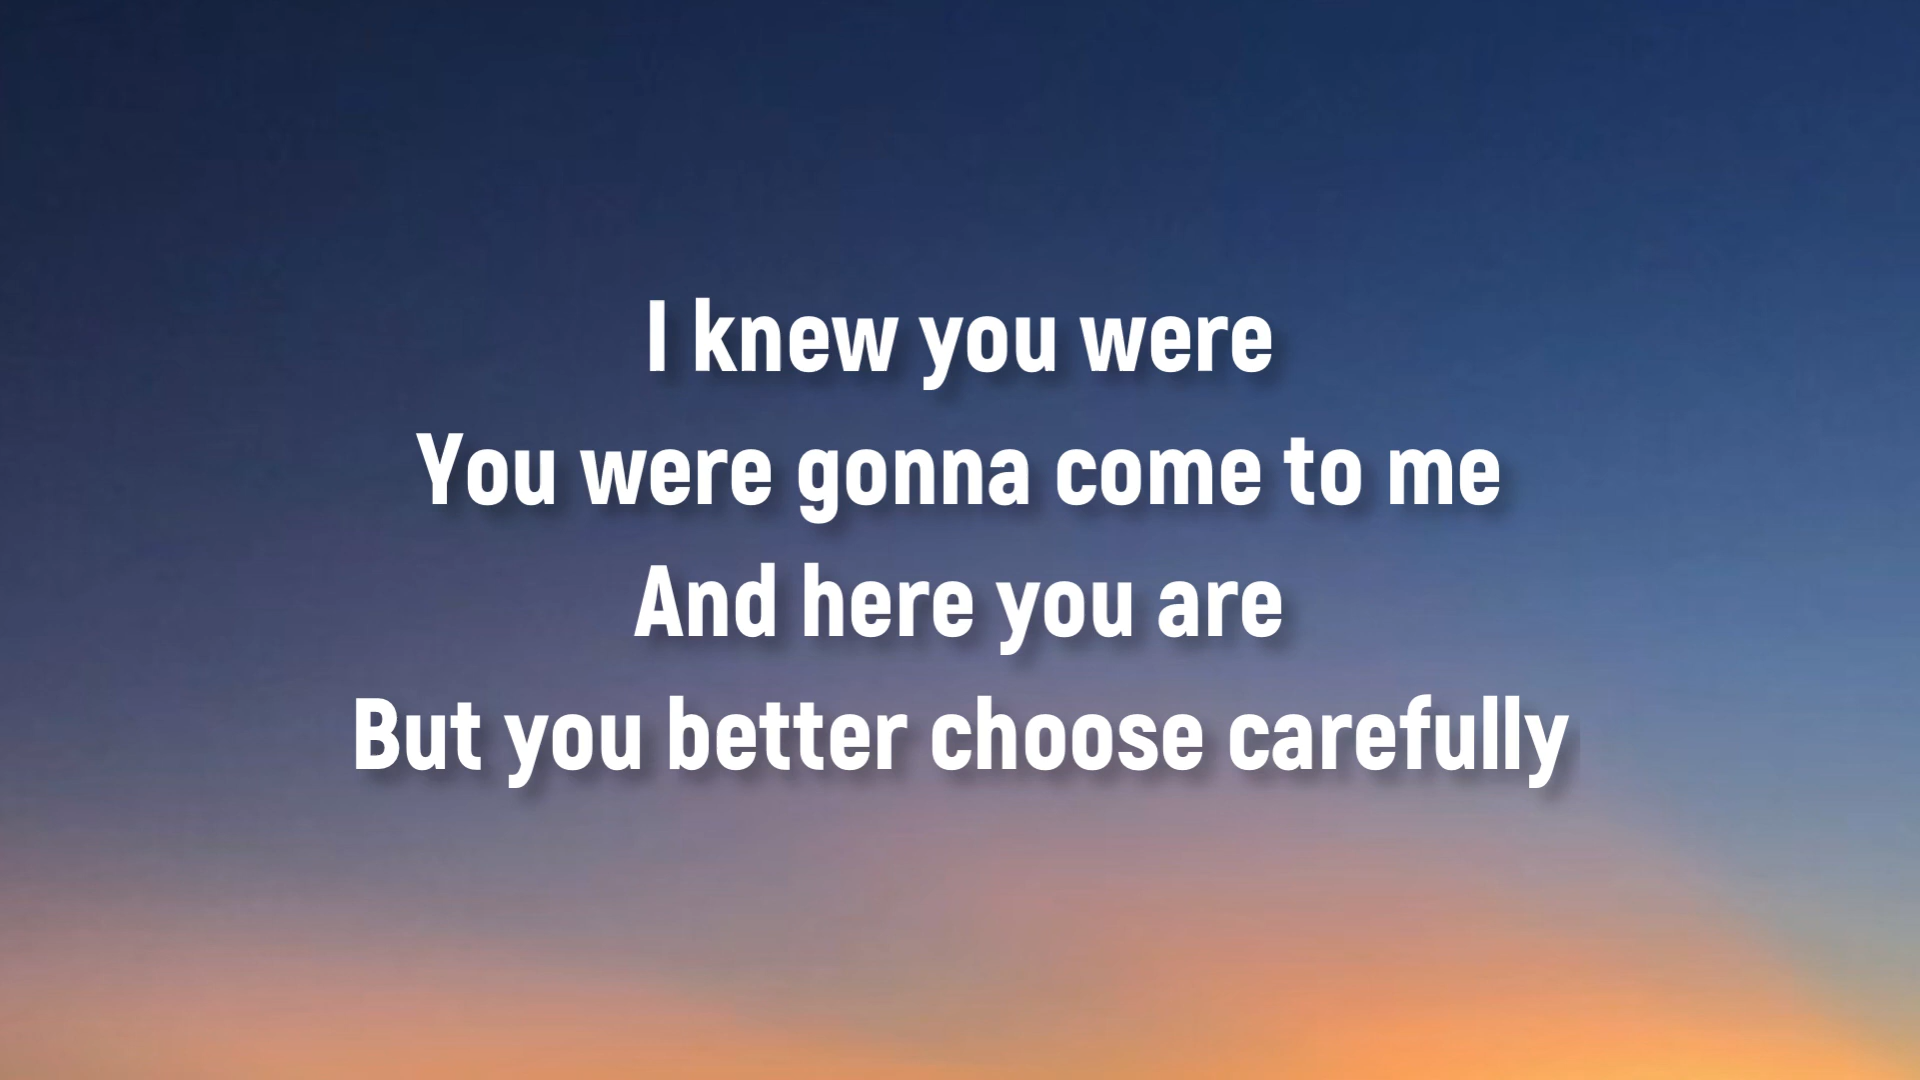 I knew you were
You were gonna come to me
And here you are
But you better choose carefully